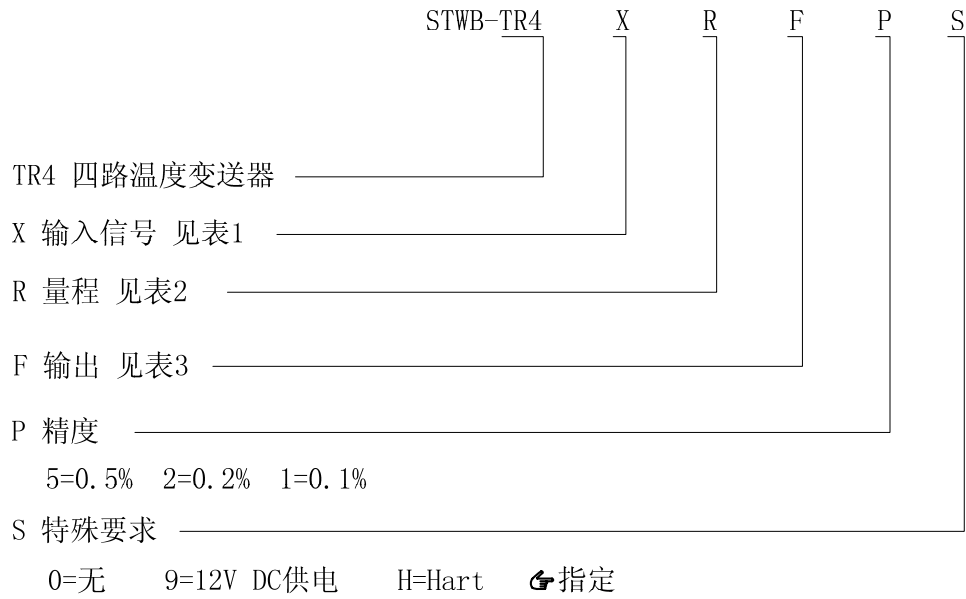 STWB-TR4 X R F P S
TR4 四路温度变送器
X 输入信号 见表1
R 量程 见表2
F 输出 见表3
P 精度
5=0.5% 2=0.2% 1=0.1%
S 特殊要求
0=无 9=12V DC供电 H=Hart ☞指定